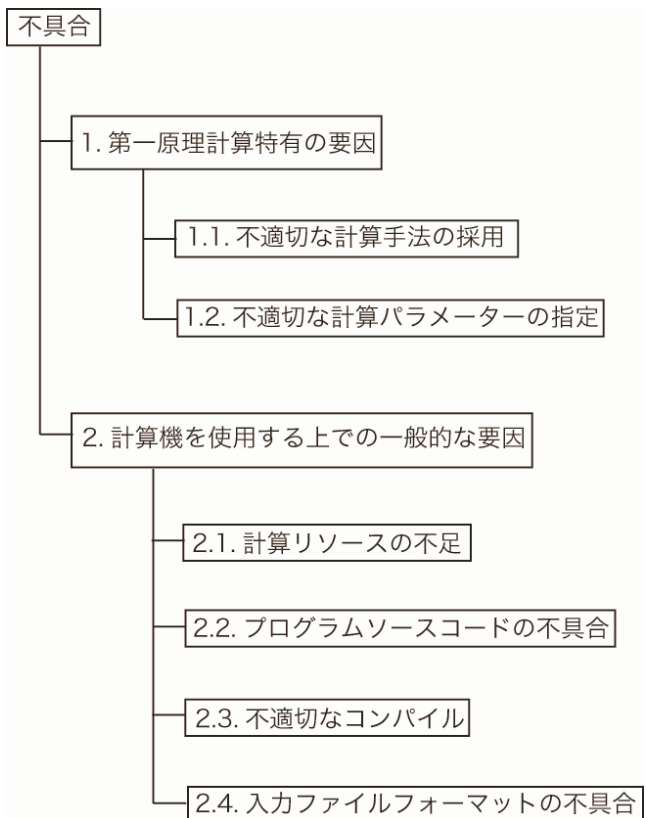 不具合
1. 第一原理計算特有の要因
1.1. 不適切な計算手法の採用
1.2. 不適切な計算パラメーターの指定
2. 計算機を使用する上での一般的な要因
2.1. 計算リソースの不足
2.2. プログラムソースコードの不具合
2.3. 不適切なコンパイル
2.4. 入力ファイルフォーマットの不具合